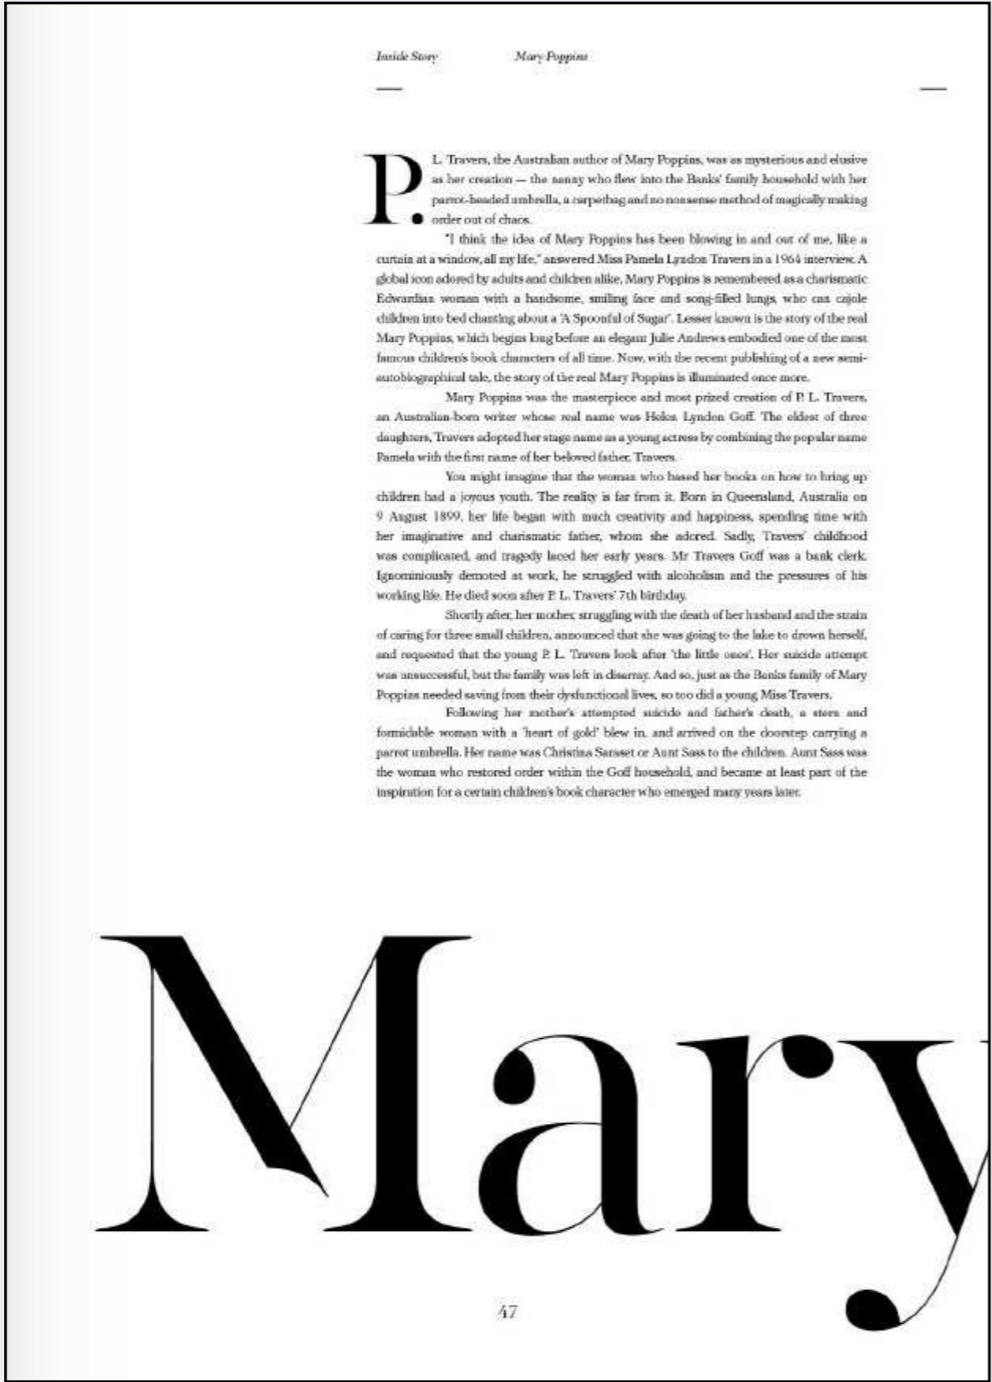 Inside Story Mary Poppins
P.
L. Travers, the Australian author of Mary Poppins, was as mysterious and elusive
as her creation — the nanny who flew into the Banks' family household with her
parrot-headed umbrella, a carpetbag and no nonsense method of magically making
order out of chaos.
"I think the idea of Mary Poppins has been blowing in and out of me, like a
curtain at a window, all my life," answered Miss Pamela Lyndon Travers in a 1964 interview. A
global icon adored by adults and children alike, Mary Poppins is remembered as a charismatic
Edwardian woman with a handsome, smiling face and song-filled lungs, who can cajole
children into bed chanting about a 'A Spoonful of Sugar'. Lesser known is the story of the real
Mary Poppins, which begins long before an elegant Julie Andrews embodied one of the most
famous children's book characters of all time. Now, with the recent publishing of a new semi-
autobiographical tale, the story of the real Mary Poppins is illuminated once more.
Mary Poppins was the masterpiece and most prized creation of P. L. Travers,
an Australian-born writer whose real name was Helen Lyndon Goff. The eldest of three
daughters, Travers adopted her stage name as a young actress by combining the popular name
Pamela with the first name of her beloved father, Travers.
You might imagine that the woman who based her books on how to bring up
children had a joyous youth. The reality is far from it. Born in Queensland, Australia on
9 August 1899, her life began with much creativity and happiness, spending time with
her imaginative and charismatic father, whom she adored. Sadly, Travers' childhood
was complicated, and tragedy laced her early years. Mr Travers Goff was a bank clerk.
Ignominiously demoted at work, he struggled with alcoholism and the pressures of his
working life. He died soon after P. L. Travers' 7th birthday.
Shortly after, her mother, struggling with the death of her husband and the strain
of caring for three small children, announced that she was going to the lake to drown herself,
and requested that the young P. L. Travers look after 'the little ones'. Her suicide attempt
was unsuccessful, but the family was left in disarray. And so, just as the Banks family of Mary
Poppins needed saving from their dysfunctional lives, so too did a young Miss Travers.
Following her mother's attempted suicide and father's death, a stern and
formidable woman with a 'heart of gold' blew in, and arrived on the doorstep carrying a
parrot umbrella. Her name was Christina Saraset or Aunt Sass to the children. Aunt Sass was
the woman who restored order within the Goff household, and became at least part of the
inspiration for a certain children's book character who emerged many years later.
Mary
47